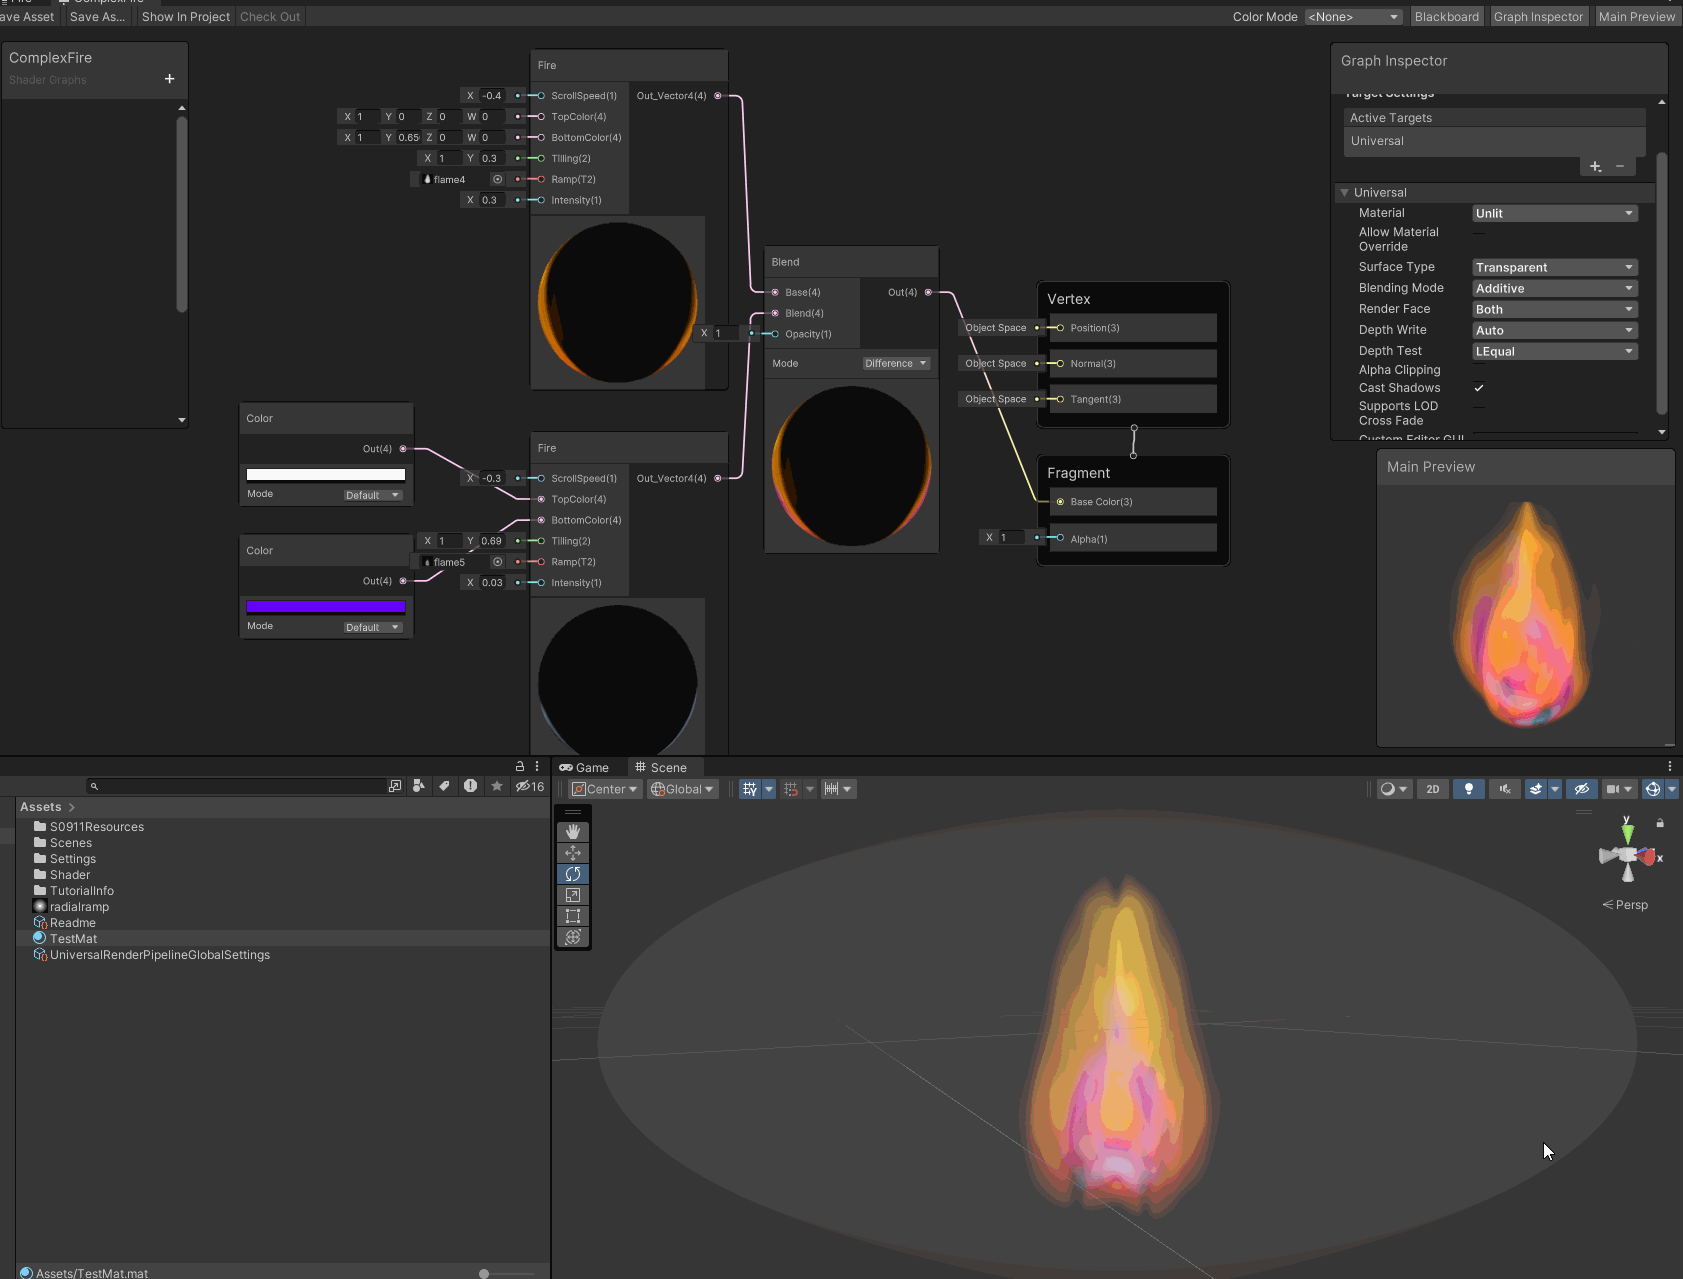 ave Asset Save As... Show In Project Check Out Color Mode <None> Blackboard Graph Inspector Main Preview
ComplexFire
Shader Graphs
Fire
X -0.4 ScrollSpeed(1) Out_Vector4(4)
X 1 Y 0 Z 0 W 0 TopColor(4)
X 1 Y 0.65 Z 0 W 0 BottomColor(4)
X 1 Y 0.3 Tiling(2)
flame4 Ramp(T2)
X 0.3 Intensity(1)
Blend
Base(4) Out(4)
Blend(4)
X 1 Opacity(1)
Mode Difference
Color
Out(4)
Mode Default
Color
Out(4)
Mode Default
Fire
X -0.3 ScrollSpeed(1) Out_Vector4(4)
TopColor(4)
BottomColor(4)
X 1 Y 0.69 Tiling(2)
flame5 Ramp(T2)
X 0.03 Intensity(1)
Vertex
Object Space Position(3)
Object Space Normal(3)
Object Space Tangent(3)
Fragment
Base Color(3)
X 1 Alpha(1)
Graph Inspector
Target Settings
Active Targets
Universal
Universal
Material Unlit
Allow Material
Override
Surface Type Transparent
Blending Mode Additive
Render Face Both
Depth Write Auto
Depth Test LEqual
Alpha Clipping
Cast Shadows
Supports LOD
Cross Fade
Custom Editor GUI
Main Preview
16
Assets
S0911Resources
Scenes
Settings
Shader
TutorialInfo
radialramp
Readme
TestMat
UniversalRenderPipelineGlobalSettings
Assets/TestMat.mat
Game Scene
Center Global 2D
y
x
Persp